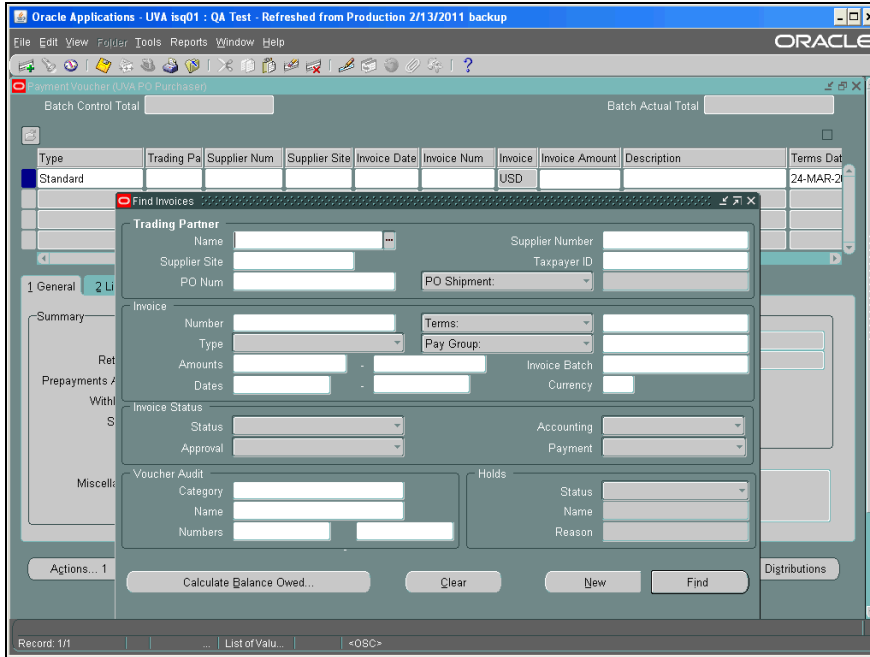 Oracle Applications - UVA isq01 : QA Test - Refreshed from Production 2/13/2011 backup
File Edit View Folder Tools Reports Window Help
ORACLE
Payment Voucher (UVA PO Purchaser)
Batch Control Total Batch Actual Total
Type Trading Pa Supplier Num Supplier Site Invoice Date Invoice Num Invoice Invoice Amount Description Terms Dat
Standard USD 24-MAR-2
Find Invoices
Trading Partner
Name Supplier Number
Supplier Site Taxpayer ID
PO Num PO Shipment:
1 General 2 Li
Invoice
Summary
Number Terms:
Type Pay Group:
Ret Amounts - Invoice Batch
Prepayments A Dates - Currency
Withl
Invoice Status
S Status Accounting
Approval Payment
Voucher Audit Holds
Miscella Category Status
Name Name
Numbers - Reason
Actions... 1 Calculate Balance Owed... Clear New Find Distributions
Record: 1/1 ... List of Valu... <OSC>